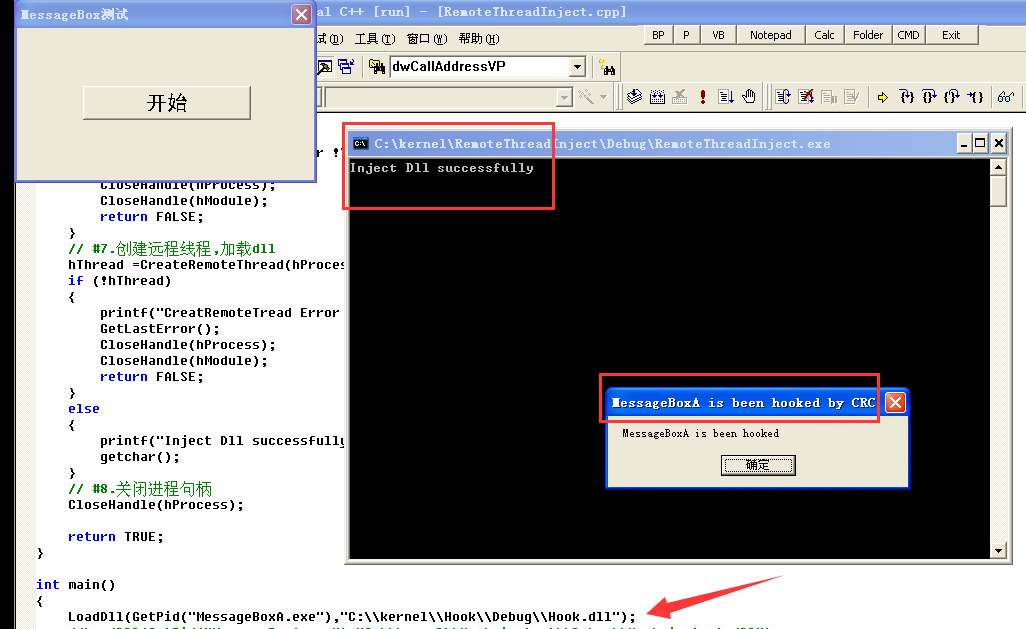 MessageBox测试
开始
al C++ [run] - [RemoteThreadInject.cpp]
式(D) 工具(T) 窗口(W) 帮助(H)
BP P VB Notepad Calc Folder CMD Exit
dwCallAddressVP
C:\kernel\RemoteThreadInject\Debug\RemoteThreadInject.exe
Inject Dll successfully
CloseHandle(hProcess);
CloseHandle(hModule);
return FALSE;
}
// #7.创建远程线程,加载dll
hThread =CreateRemoteThread(hProces
if (!hThread)
{
printf("CreatRemoteTread Error
GetLastError();
CloseHandle(hProcess);
CloseHandle(hModule);
return FALSE;
}
else
{
printf("Inject Dll successfully
getchar();
}
// #8.关闭进程句柄
CloseHandle(hProcess);
return TRUE;
}
MessageBoxA is been hooked by CRC
MessageBoxA is been hooked
确定
int main()
{
LoadDll(GetPid("MessageBoxA.exe"),"C:\\kernel\\Hook\\Debug\\Hook.dll");